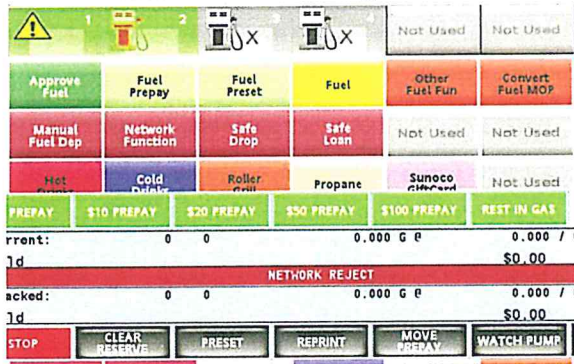 1 2 X X Not Used Not Used
Approve Fuel Fuel Prepay Fuel Preset Fuel Other Fuel Fun Convert Fuel MOP
Manual Fuel Dep Network Function Safe Drop Safe Loan Not Used Not Used
Hot Drinks Cold Drinks Roller Grill Propane Sunoco GiftCard Not Used
PREPAY $10 PREPAY $20 PREPAY $50 PREPAY $100 PREPAY REST IN GAS
rrent: 0 0 0.000 G @ 0.000 /
ld $0.00
NETWORK REJECT
acked: 0 0 0.000 G @ 0.000 /
ld $0.00
STOP CLEAR RESERVE PRESET REPRINT MOVE PREPAY WATCH PUMP